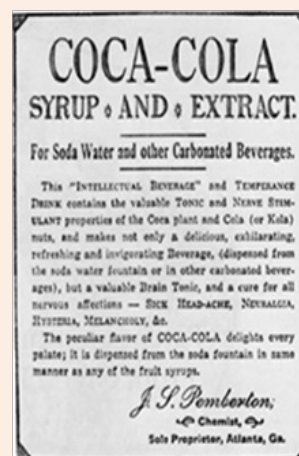 COCA-COLA
SYRUP ◊ AND ◊ EXTRACT.
For Soda Water and other Carbonated Beverages.
This "INTELLECTUAL BEVERAGE" and TEMPERANCE
DRINK contains the valuable TONIC and NERVE STIM-
ULANT properties of the Coca plant and Cola (or Kola)
nuts, and makes not only a delicious, exhilarating,
refreshing and invigorating Beverage, (dispensed from
the soda water fountain or in other carbonated bever-
ages), but a valuable Brain Tonic, and a cure for all
nervous affections — SICK HEAD-ACHE, NEURALGIA,
HYSTERIA, MELANCHOLY, &c.
The peculiar flavor of COCA-COLA delights every
palate; it is dispensed from the soda fountain in same
manner as any of the fruit syrups.
J. S. Pemberton;
Chemist,
Sole Proprietor, Atlanta, Ga.